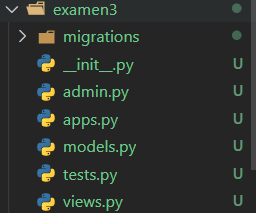 examen3
migrations
__init__.py U
admin.py U
apps.py U
models.py U
tests.py U
views.py U